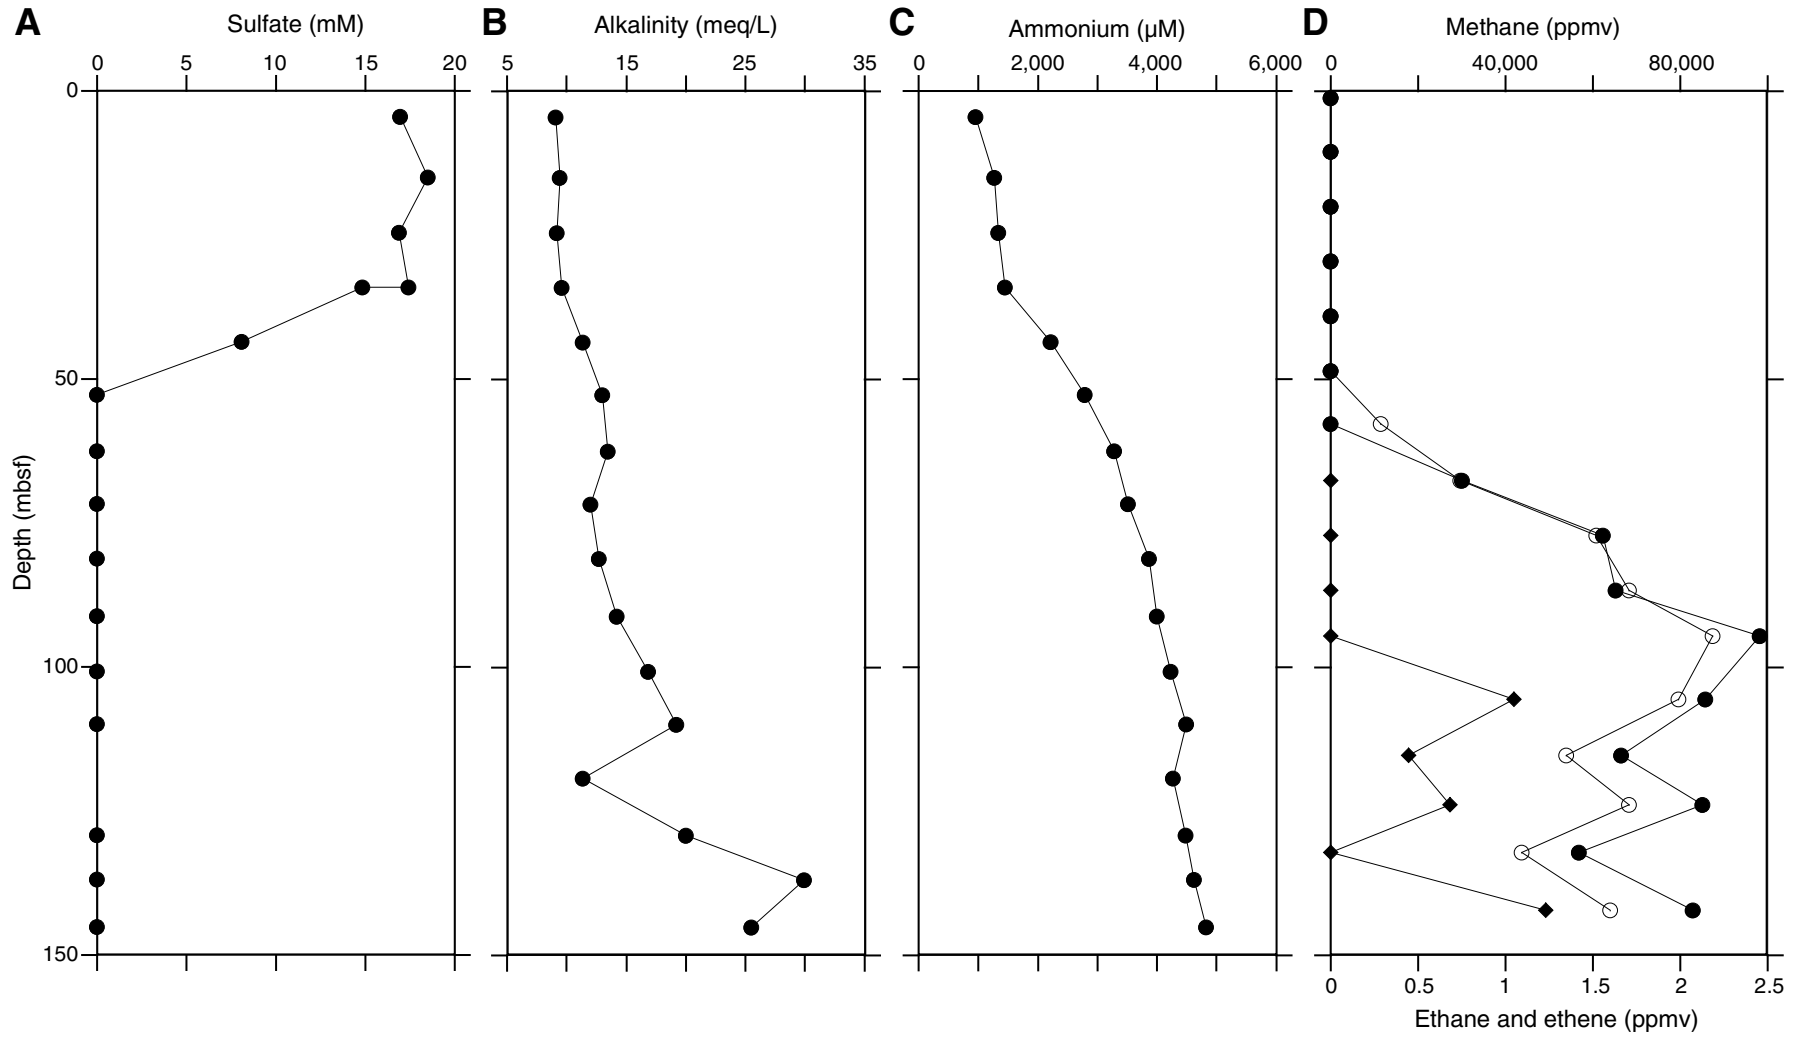 A
Sulfate (mM)
B
Alkalinity (meq/L)
C
Ammonium (µM)
D
Methane (ppmv)
0 5 10 15 20
5 15 25 35
0 2,000 4,000 6,000
0 40,000 80,000
0
50
100
150
Depth (mbsf)
0 0.5 1 1.5 2 2.5
Ethane and ethene (ppmv)